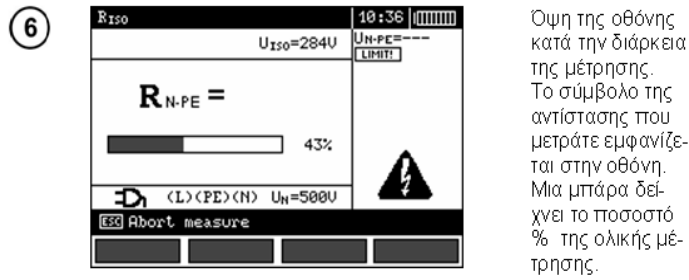 6
RISO 10:36
UISO=284V UN-PE=---
LIMIT!
RN-PE =
43%
(L)(PE)(N) UN=500V
ESC Abort measure
Όψη της οθόνης
κατά την διάρκεια
της μέτρησης.
Το σύμβολο της
αντίστασης που
μετράτε εμφανίζε-
ται στην οθόνη.
Μια μπάρα δεί-
χνει το ποσοστό
% της ολικής μέ-
τρησης.